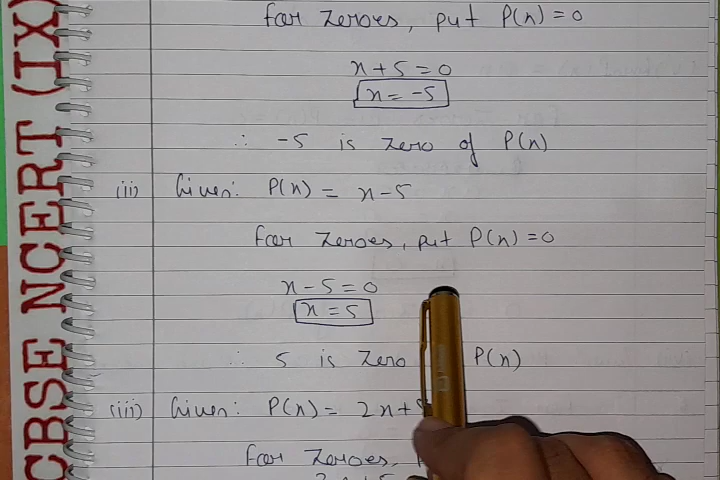 CBSE NCERT (IX)
for zeroes, put P(x) = 0
x + 5 = 0
x = -5
∴ -5 is zero of P(x)
(ii) Given: P(x) = x - 5
for zeroes, put P(x) = 0
x - 5 = 0
x = 5
∴ 5 is zero P(x)
(iii) Given: P(x) = 2x +
for zeroes,